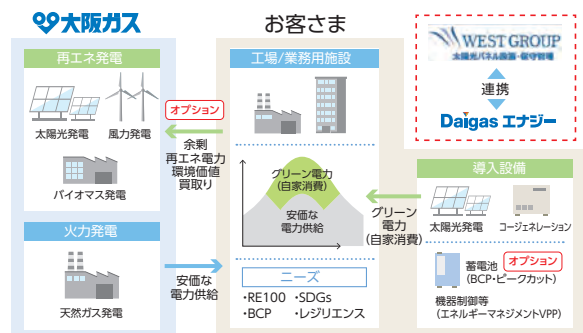 大阪ガス
再エネ発電
太陽光発電
風力発電
バイオマス発電
火力発電
天然ガス発電
オプション
余剰
再エネ電力
環境価値
買取り
安価な
電力供給
お客さま
工場/業務用施設
グリーン電力
(自家消費)
安価な
電力供給
ニーズ
・RE100 ・SDGs
・BCP ・レジリエンス
WEST GROUP
太陽光パネル設置・保守管理
連携
Daigas エナジー
グリーン
電力
(自家消費)
導入設備
太陽光発電
コージェネレーション
蓄電池
オプション
(BCP・ピークカット)
機器制御等
(エネルギーマネジメントVPP)